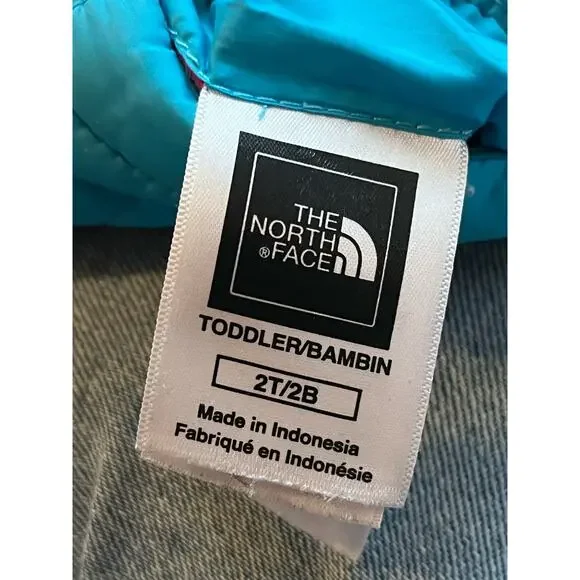 THE
NORTH
®FACE
TODDLER/BAMBIN
2T/2B
Made in Indonesia
Fabriqué en Indonésie